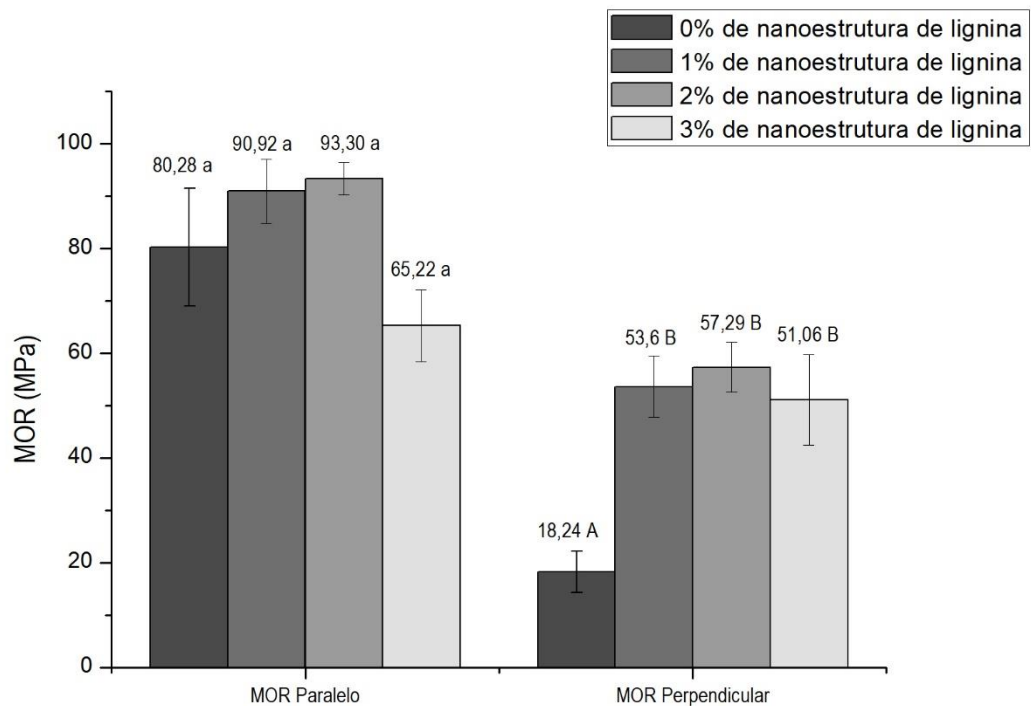 0% de nanoestrutura de lignina
1% de nanoestrutura de lignina
2% de nanoestrutura de lignina
3% de nanoestrutura de lignina
MOR (MPa)
100
80
60
40
20
0
80,28 a
90,92 a
93,30 a
65,22 a
18,24 A
53,6 B
57,29 B
51,06 B
MOR Paralelo
MOR Perpendicular